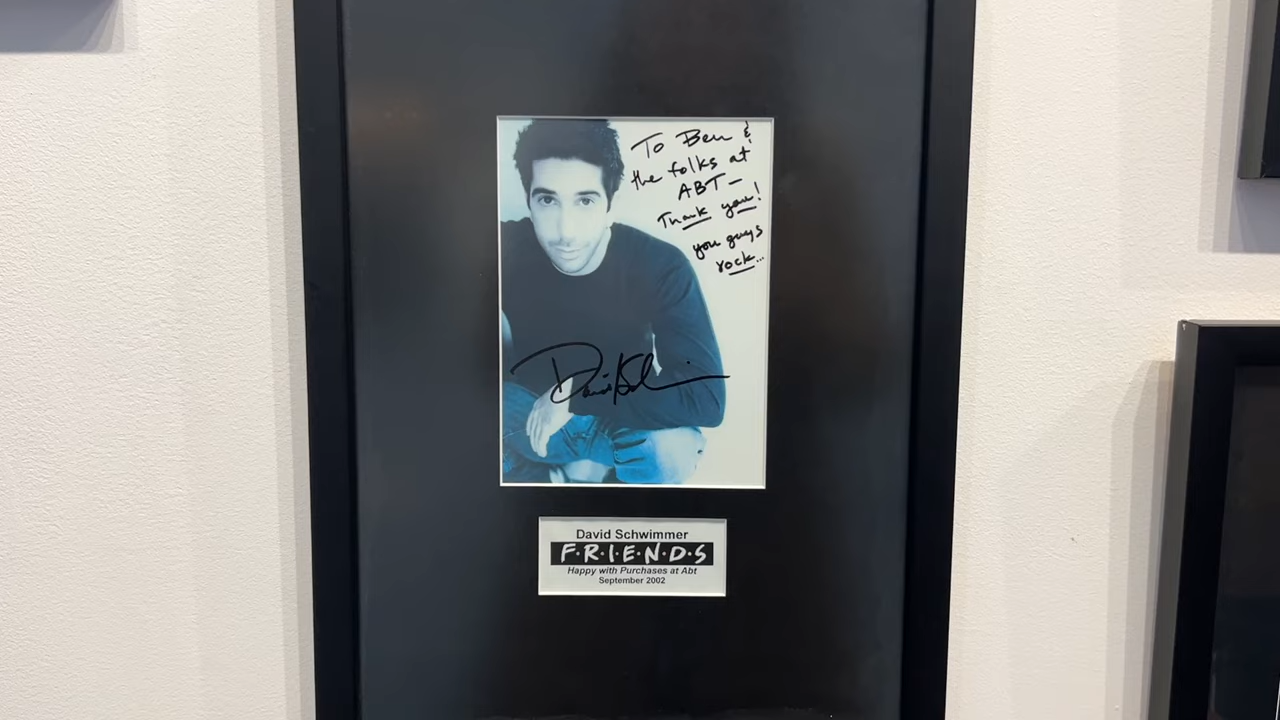 To Ben &
the folks at
ABT—
Thank you!
you guys
rock...
David Schwimmer
F·R·I·E·N·D·S
Happy with Purchases at Abt
September 2002